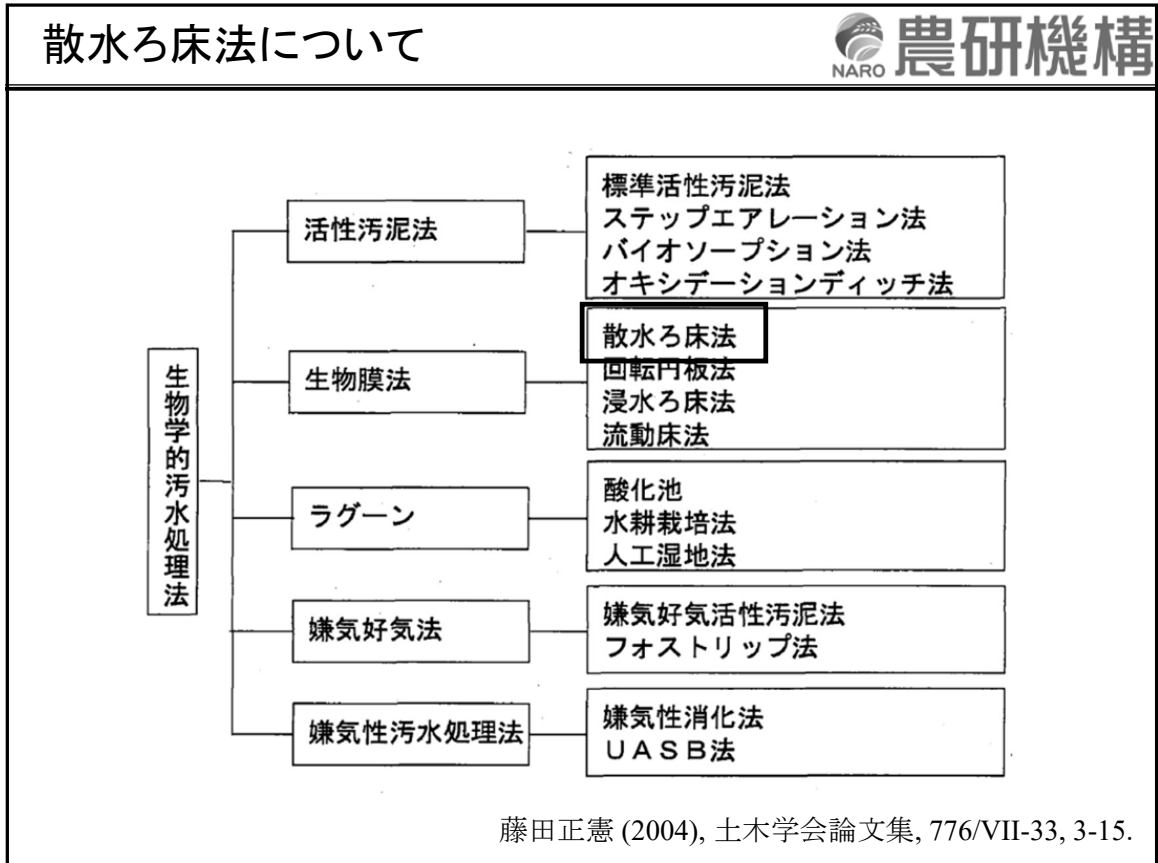 散水ろ床法について
NARO 農研機構
生物学的汚水処理法
活性汚泥法
標準活性汚泥法
ステップエアレーション法
バイオソープション法
オキシデーションディッチ法
生物膜法
散水ろ床法
回転円板法
浸水ろ床法
流動床法
ラグーン
酸化池
水耕栽培法
人工湿地法
嫌気好気法
嫌気好気活性汚泥法
フォストリップ法
嫌気性汚水処理法
嫌気性消化法
UASB法
藤田正憲 (2004), 土木学会論文集, 776/VII-33, 3-15.